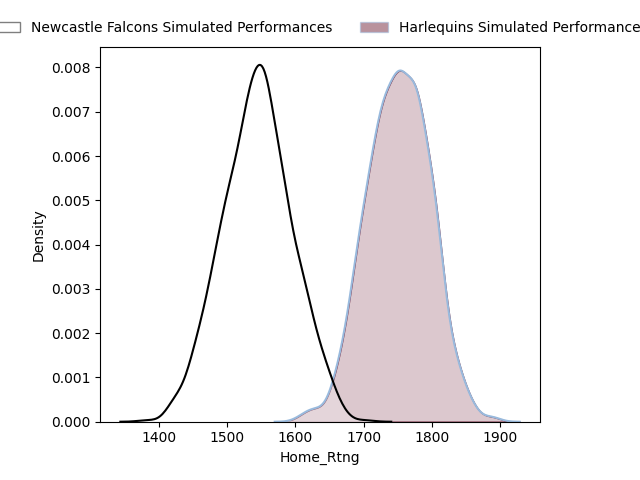 Newcastle Falcons Simulated Performances
Harlequins Simulated Performance
Density
0.008
0.007
0.006
0.005
0.004
0.003
0.002
0.001
0.000
1400 1500 1600 1700 1800 1900
Home_Rtng